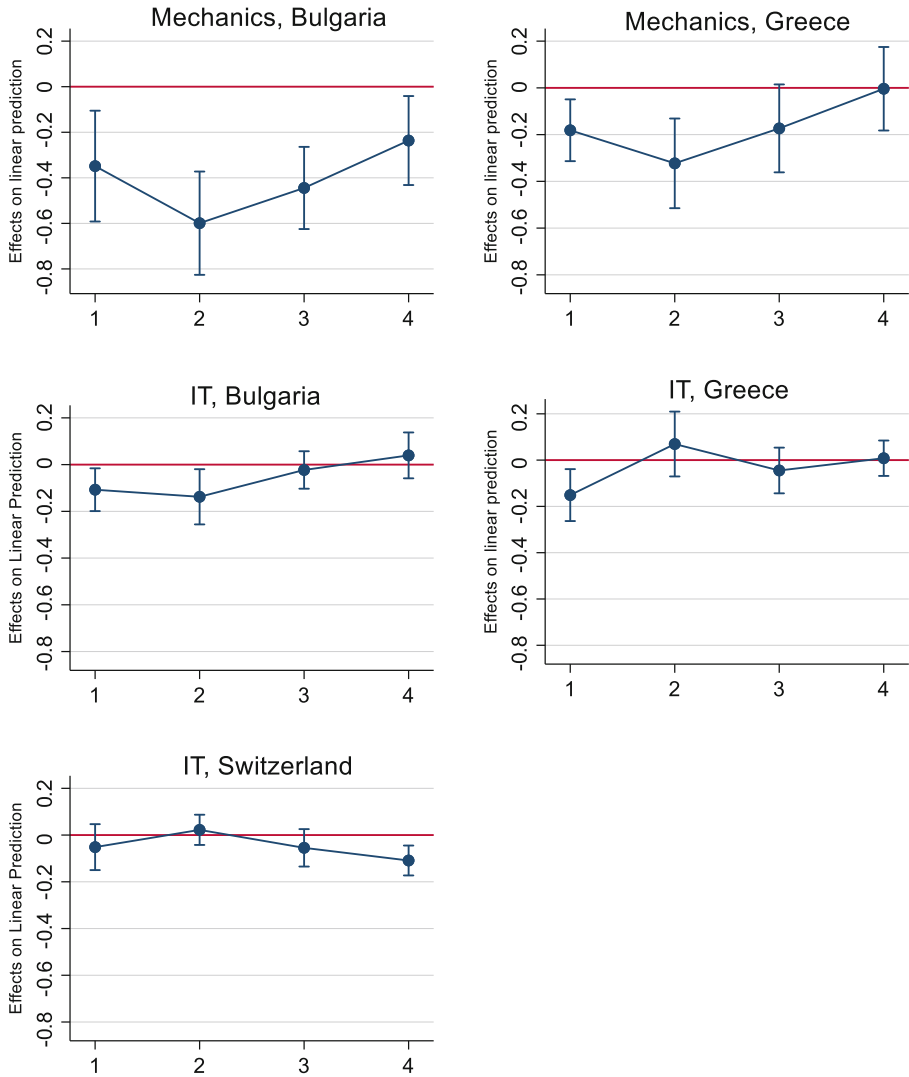 Mechanics, Bulgaria
Effects on linear prediction
0.2
0
-0.2
-0.4
-0.6
-0.8
1 2 3 4
Mechanics, Greece
Effects on linear prediction
0.2
0
-0.2
-0.4
-0.6
-0.8
1 2 3 4
IT, Bulgaria
Effects on Linear Prediction
0.2
0
-0.2
-0.4
-0.6
-0.8
1 2 3 4
IT, Greece
Effects on linear prediction
0.2
0
-0.2
-0.4
-0.6
-0.8
1 2 3 4
IT, Switzerland
Effects on Linear Prediction
0.2
0
-0.2
-0.4
-0.6
-0.8
1 2 3 4